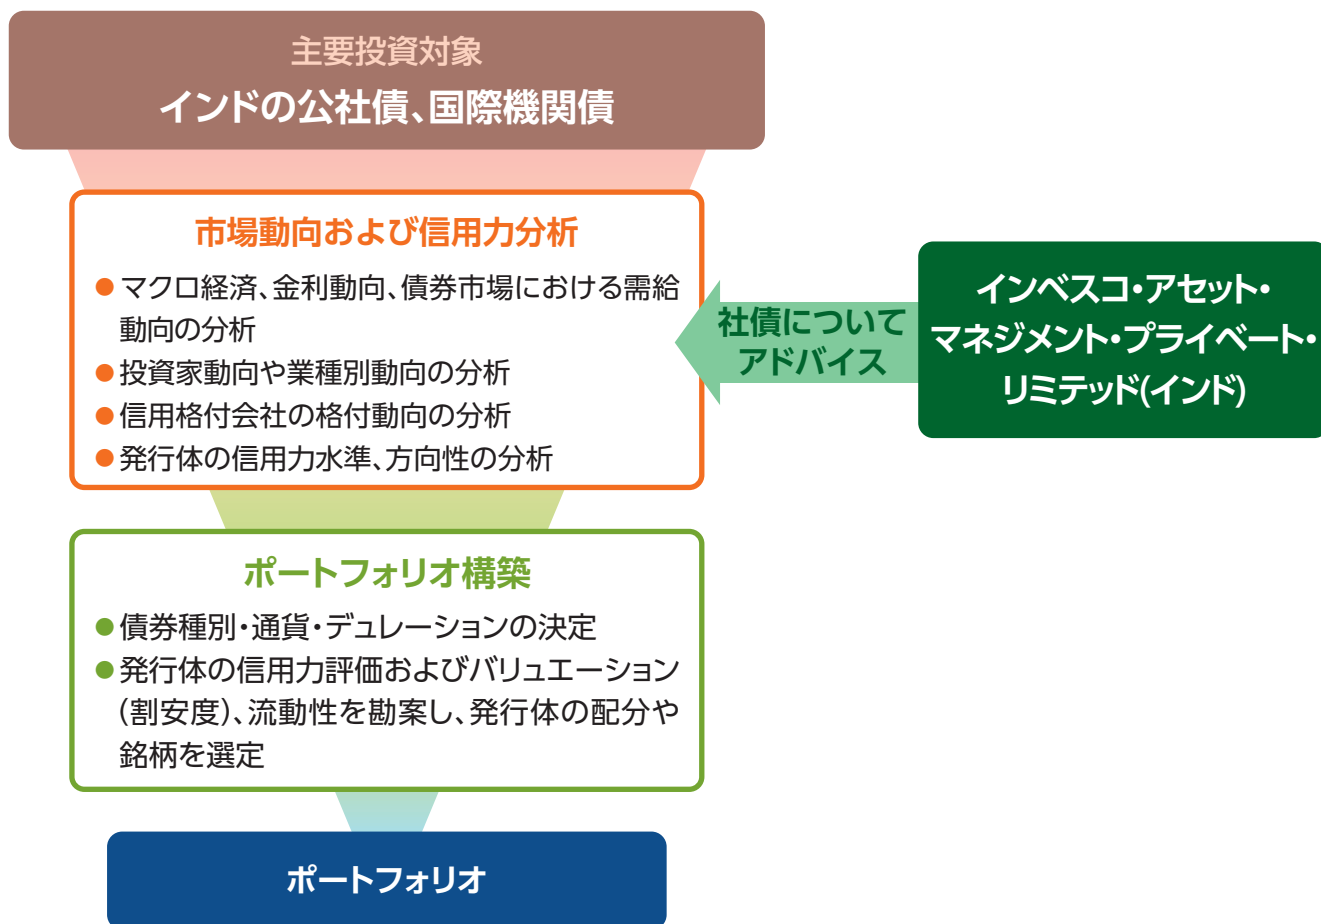 主要投資対象
インドの公社債、国際機関債
市場動向および信用力分析
●マクロ経済、金利動向、債券市場における需給
動向の分析
●投資家動向や業種別動向の分析
●信用格付会社の格付動向の分析
●発行体の信用力水準、方向性の分析
社債について
アドバイス
インベスコ・アセット・
マネジメント・プライベート・
リミテッド(インド)
ポートフォリオ構築
●債券種別・通貨・デュレーションの決定
●発行体の信用力評価およびバリュエーション
(割安度)、流動性を勘案し、発行体の配分や
銘柄を選定
ポートフォリオ